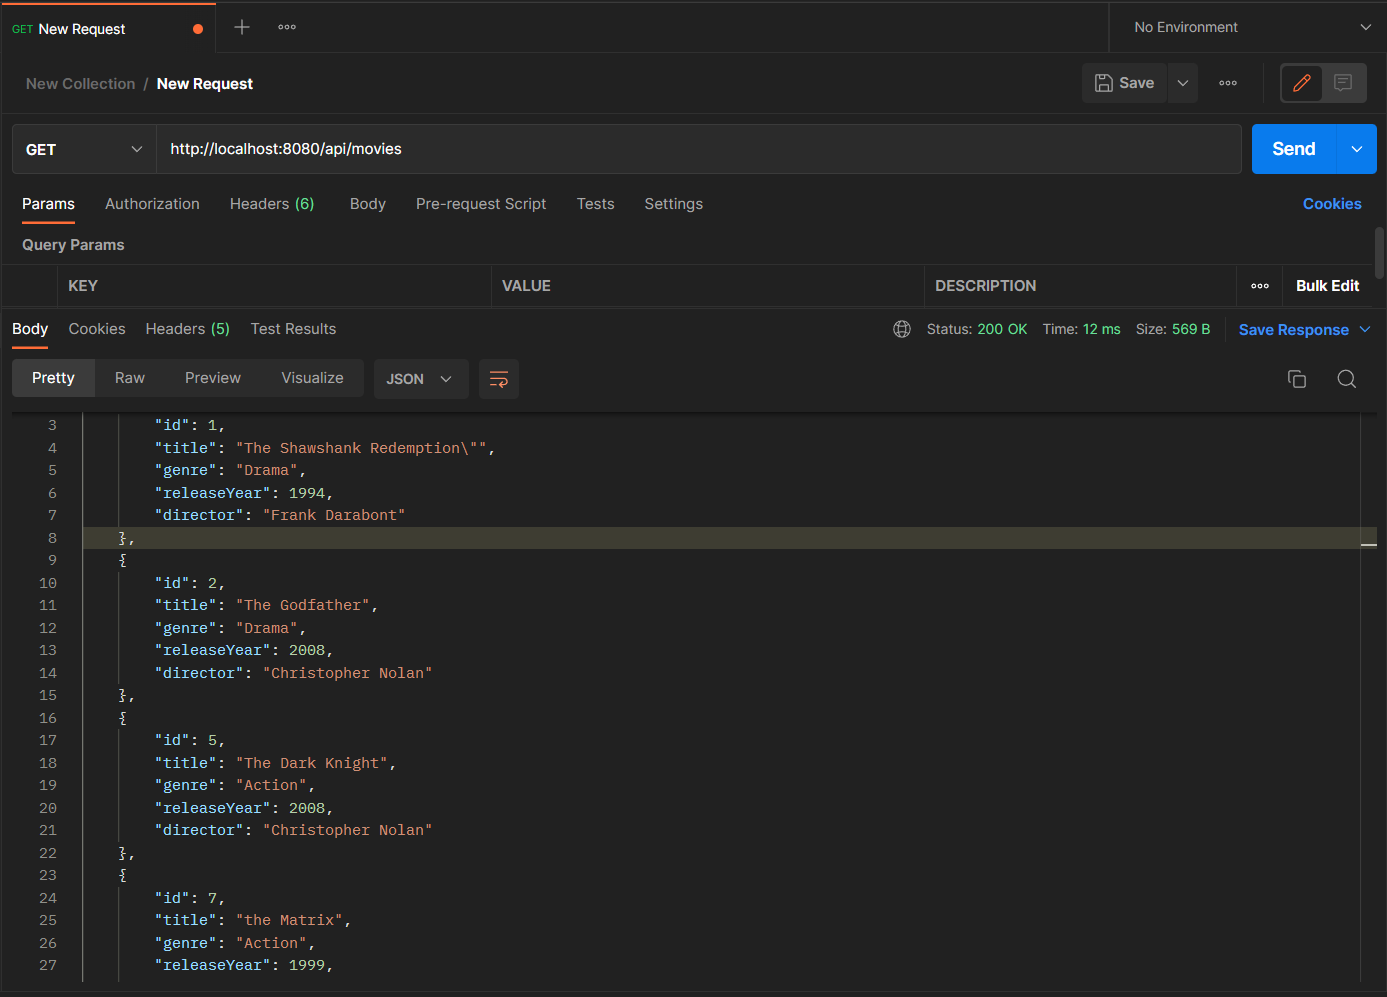 GET New Request
No Environment
New Collection / New Request
Save
GET
http://localhost:8080/api/movies
Send
Params Authorization Headers (6) Body Pre-request Script Tests Settings Cookies
Query Params
KEY VALUE DESCRIPTION Bulk Edit
Body Cookies Headers (5) Test Results Status: 200 OK Time: 12 ms Size: 569 B Save Response
Pretty Raw Preview Visualize JSON
3 "id": 1,
4 "title": "The Shawshank Redemption\"",
5 "genre": "Drama",
6 "releaseYear": 1994,
7 "director": "Frank Darabont"
8 },
9 {
10 "id": 2,
11 "title": "The Godfather",
12 "genre": "Drama",
13 "releaseYear": 2008,
14 "director": "Christopher Nolan"
15 },
16 {
17 "id": 5,
18 "title": "The Dark Knight",
19 "genre": "Action",
20 "releaseYear": 2008,
21 "director": "Christopher Nolan"
22 },
23 {
24 "id": 7,
25 "title": "the Matrix",
26 "genre": "Action",
27 "releaseYear": 1999,